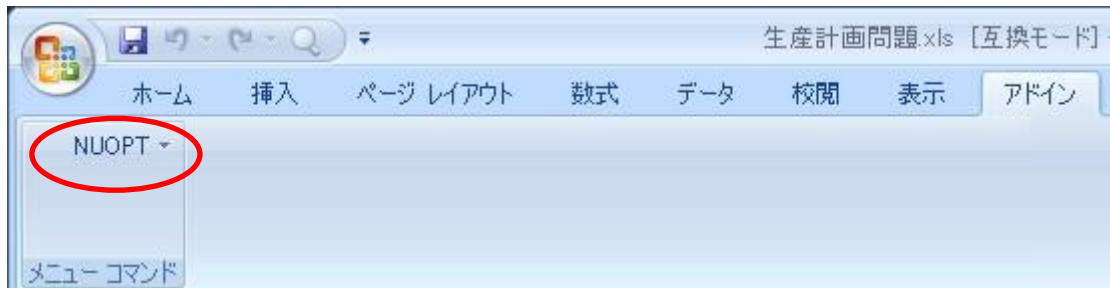 生産計画問題.xls [互換モード]
ホーム 挿入 ページ レイアウト 数式 データ 校閲 表示 アドイン
NUOPT
メニュー コマンド